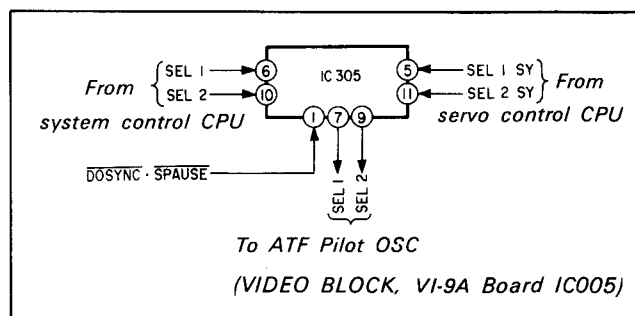 From
system control CPU
SEL 1
SEL 2
6
10
IC 305
5
11
SEL 1 SY
SEL 2 SY
From
servo control CPU
1
7
9
DOSYNC · SPAUSE
SEL 1
SEL 2
To ATF Pilot OSC
(VIDEO BLOCK, VI-9A Board IC005)